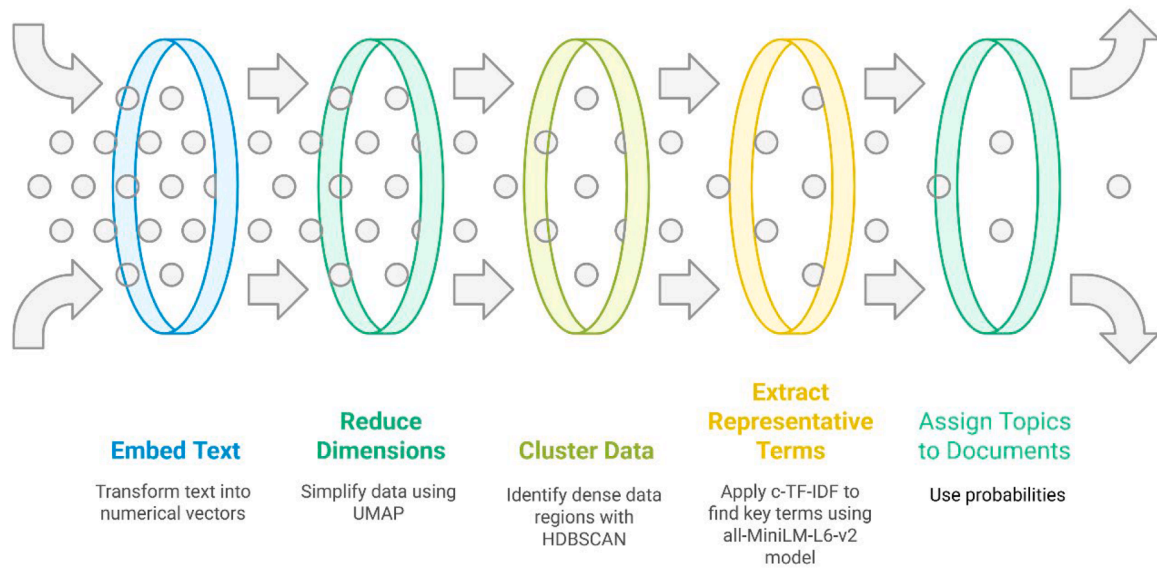 Embed Text
Transform text into
numerical vectors
Reduce
Dimensions
Simplify data using
UMAP
Cluster Data
Identify dense data
regions with
HDBSCAN
Extract
Representative
Terms
Apply c-TF-IDF to
find key terms using
all-MiniLM-L6-v2
model
Assign Topics
to Documents
Use probabilities